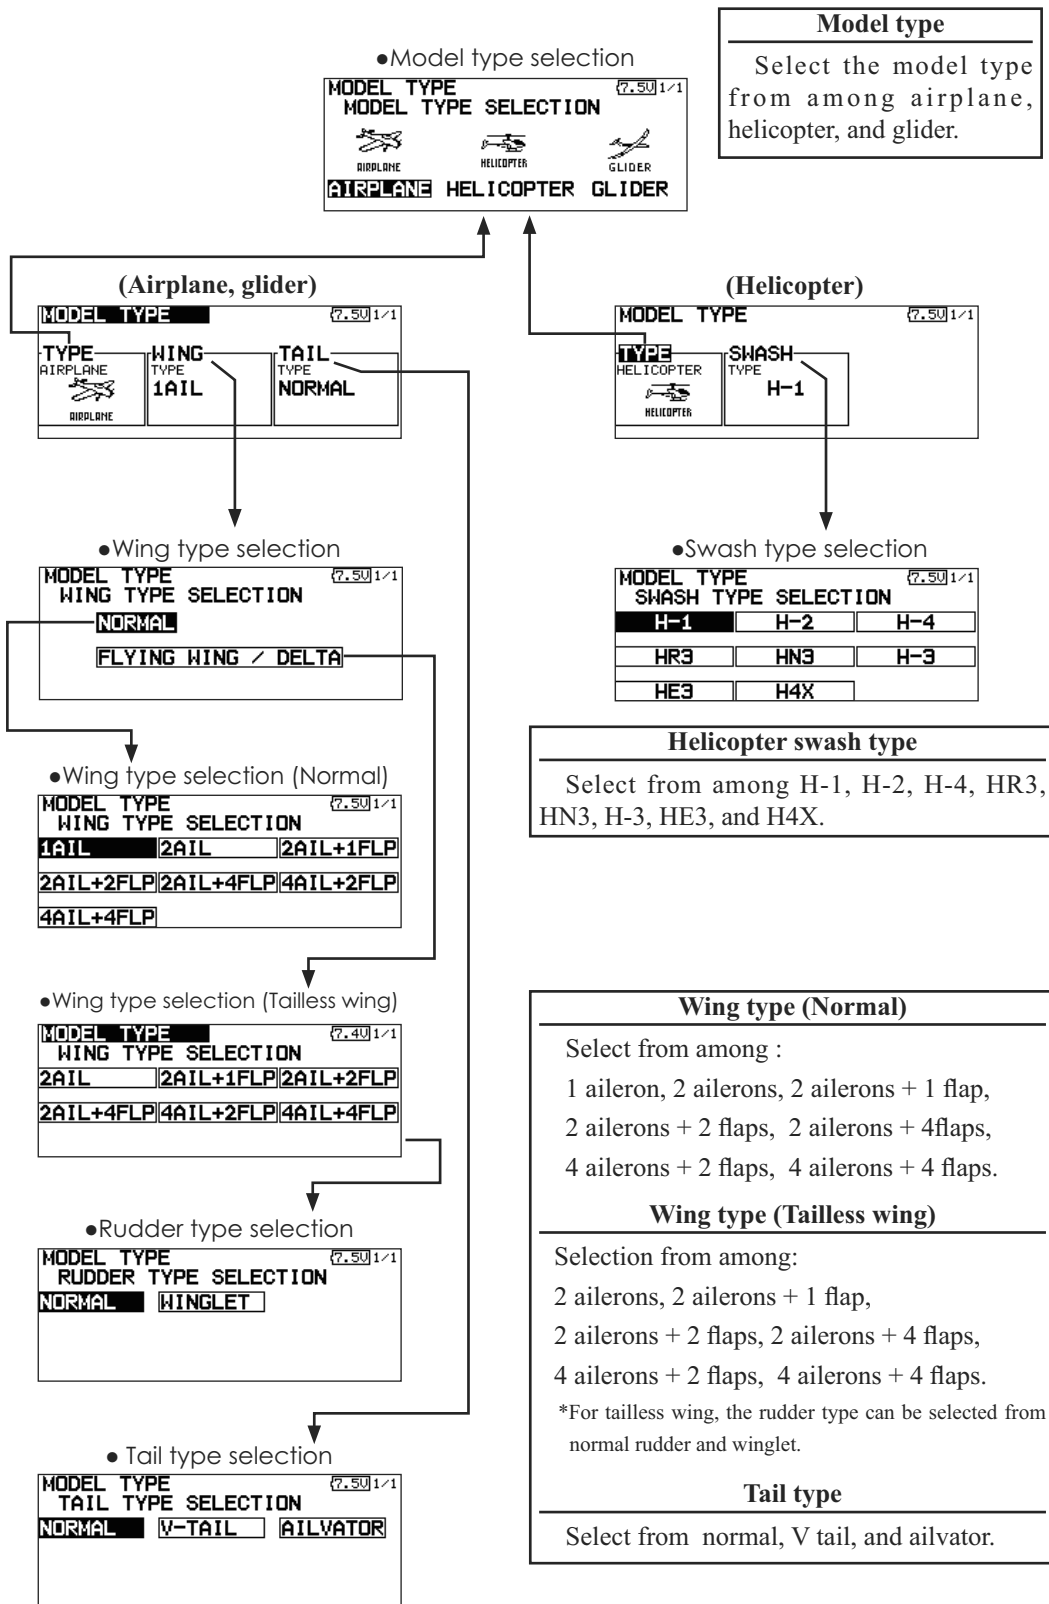 Model type
Select the model type
from among airplane,
helicopter, and glider.
●Model type selection
MODEL TYPE 7.5V 1/1
MODEL TYPE SELECTION
AIRPLANE HELICOPTER GLIDER
AIRPLANE HELICOPTER GLIDER
(Airplane, glider)
MODEL TYPE 7.5V 1/1
TYPE WING TAIL
AIRPLANE TYPE TYPE
1AIL NORMAL
AIRPLANE
(Helicopter)
MODEL TYPE 7.5V 1/1
TYPE SWASH
HELICOPTER TYPE
H-1
HELICOPTER
●Wing type selection
MODEL TYPE 7.5V 1/1
WING TYPE SELECTION
NORMAL
FLYING WING / DELTA
●Swash type selection
MODEL TYPE 7.5V 1/1
SWASH TYPE SELECTION
H-1 H-2 H-4
HR3 HN3 H-3
HE3 H4X
Helicopter swash type
Select from among H-1, H-2, H-4, HR3,
HN3, H-3, HE3, and H4X.
●Wing type selection (Normal)
MODEL TYPE 7.5V 1/1
WING TYPE SELECTION
1AIL 2AIL 2AIL+1FLP
2AIL+2FLP 2AIL+4FLP 4AIL+2FLP
4AIL+4FLP
●Wing type selection (Tailless wing)
MODEL TYPE 7.4V 1/1
WING TYPE SELECTION
2AIL 2AIL+1FLP 2AIL+2FLP
2AIL+4FLP 4AIL+2FLP 4AIL+4FLP
●Rudder type selection
MODEL TYPE 7.5V 1/1
RUDDER TYPE SELECTION
NORMAL WINGLET
● Tail type selection
MODEL TYPE 7.5V 1/1
TAIL TYPE SELECTION
NORMAL V-TAIL AILVATOR
Wing type (Normal)
Select from among :
1 aileron, 2 ailerons, 2 ailerons + 1 flap,
2 ailerons + 2 flaps, 2 ailerons + 4flaps,
4 ailerons + 2 flaps, 4 ailerons + 4 flaps.
Wing type (Tailless wing)
Selection from among:
2 ailerons, 2 ailerons + 1 flap,
2 ailerons + 2 flaps, 2 ailerons + 4 flaps,
4 ailerons + 2 flaps, 4 ailerons + 4 flaps.
*For tailless wing, the rudder type can be selected from
normal rudder and winglet.
Tail type
Select from normal, V tail, and ailvator.